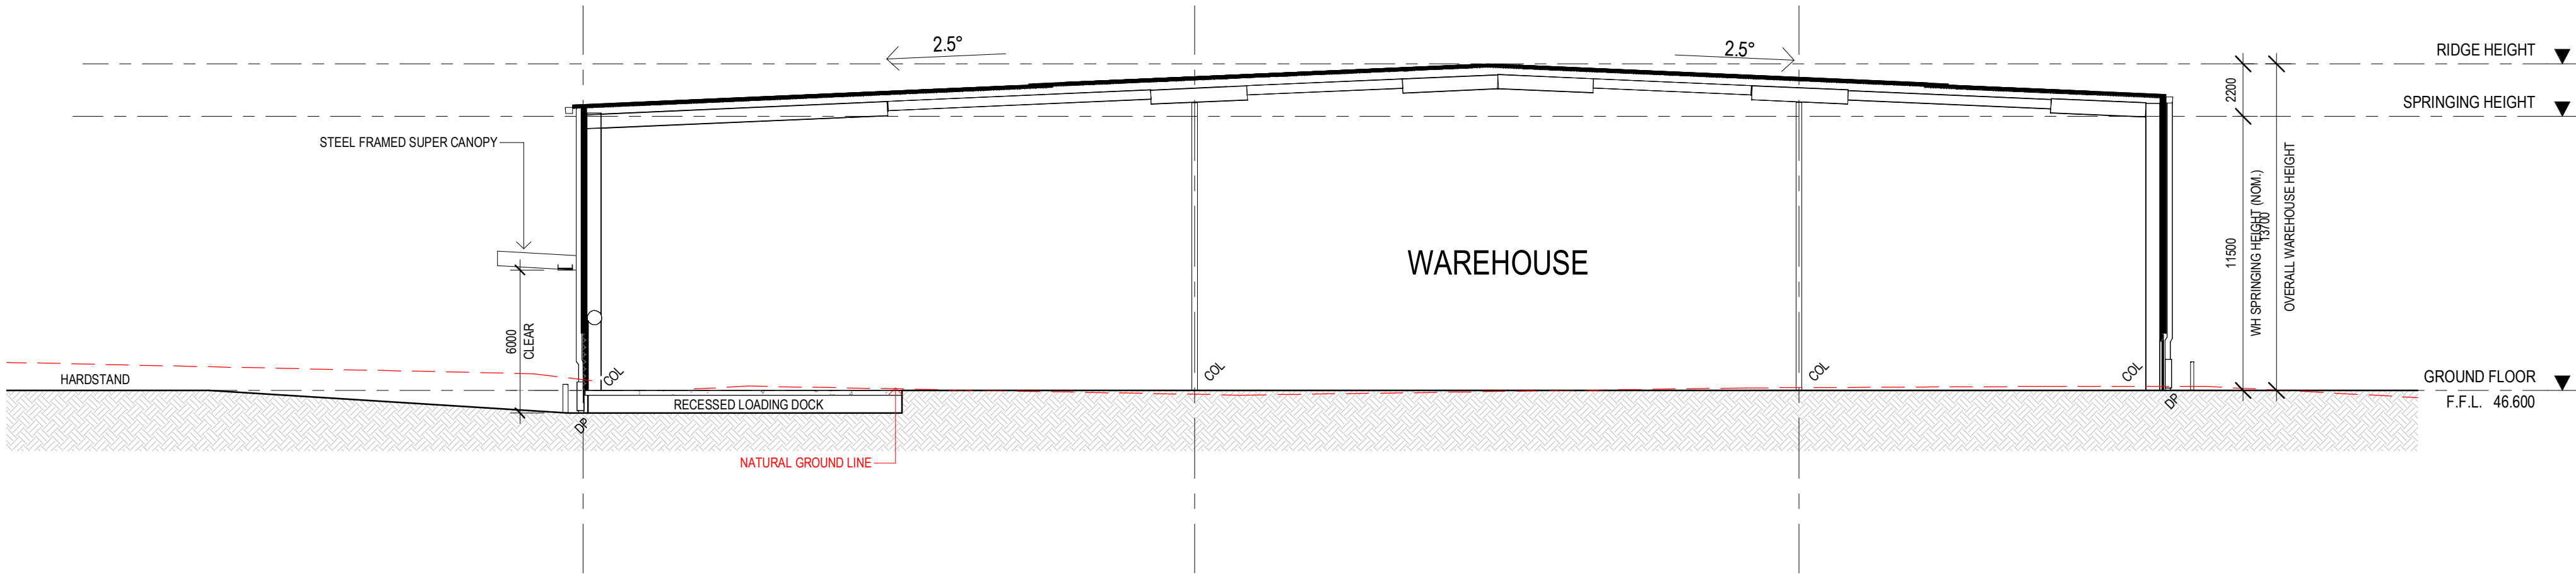 2.5°
2.5°
RIDGE HEIGHT
2200
SPRINGING HEIGHT
STEEL FRAMED SUPER CANOPY
WAREHOUSE
11500
WH SPRINGING HEIGHT (NOM.)
13700
OVERALL WAREHOUSE HEIGHT
6000
CLEAR
HARDSTAND
COL
COL
COL
COL
GROUND FLOOR
F.F.L. 46.600
RECESSED LOADING DOCK
DP
DP
NATURAL GROUND LINE